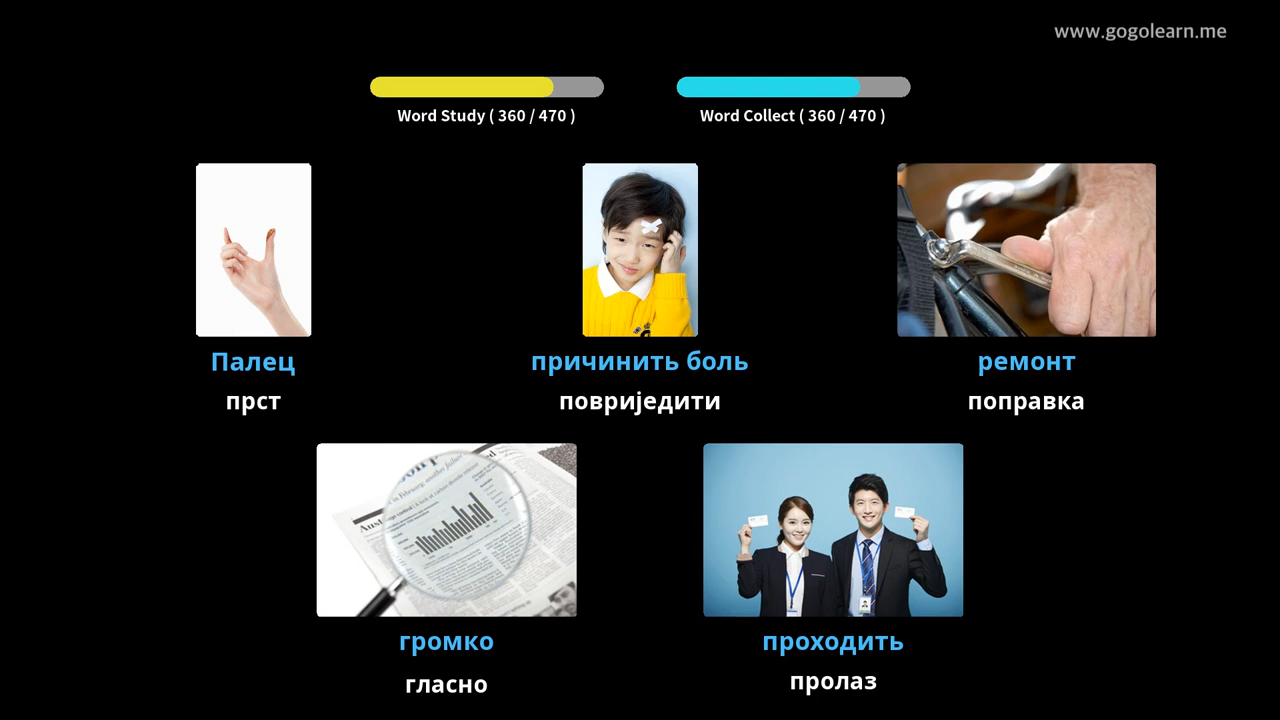 www.gogolearn.me
Word Study ( 360 / 470 )
Word Collect ( 360 / 470 )
Палец
причинить боль
ремонт
прст
повриједити
поправка
громко
проходить
гласно
пролаз